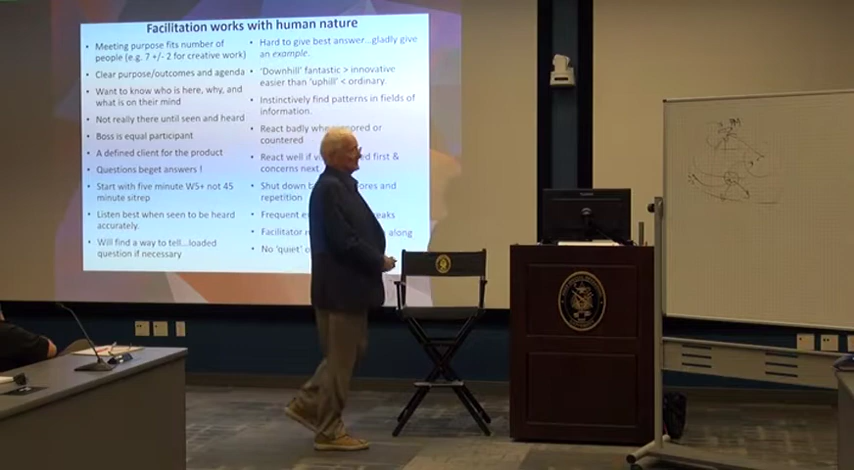 Facilitation works with human nature
• Meeting purpose fits number of
people (e.g. 7 +/- 2 for creative work)
• Clear purpose/outcomes and agenda
• Want to know who is here, why, and
what is on their mind
• Not really there until seen and heard
• Boss is equal participant
• A defined client for the product
• Questions beget answers !
• Start with five minute W5+ not 45
minute sitrep
• Listen best when seen to be heard
accurately.
• Will find a way to tell...loaded
question if necessary
• Hard to give best answer...gladly give
an example.
• 'Downhill' fantastic > innovative
easier than 'uphill' < ordinary.
• Instinctively find patterns in fields of
information.
• React badly or
countered
• React well if first &
concerns next
• Shut down and
repetition
• Frequent
• Facilitator along
• No 'quiet'